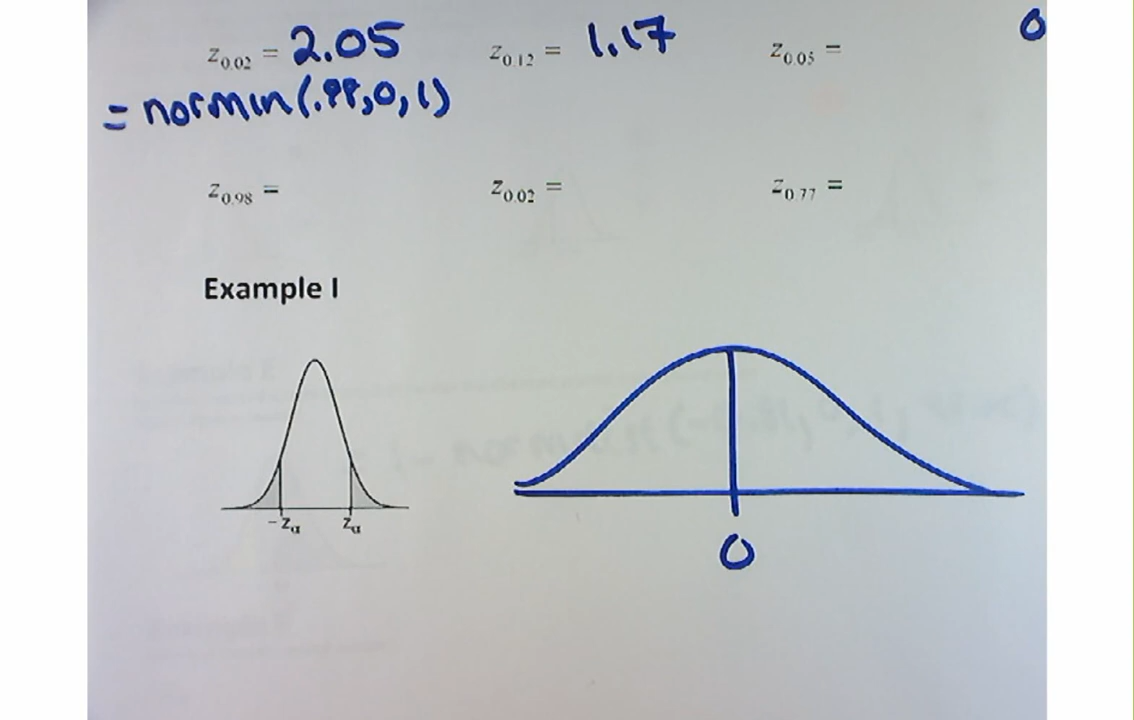 z0.02 = 2.05 z0.12 = 1.17 z0.05 = 0
= normin(.98,0,1)
z0.98 = z0.02 = z0.77 =
Example I
-zα zα
0